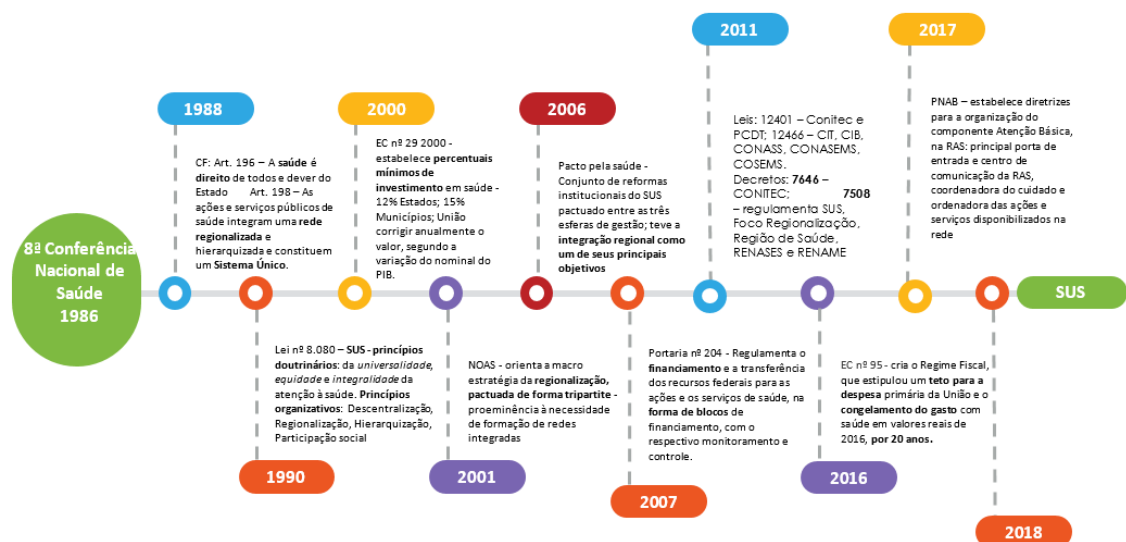 8ª Conferência
Nacional de
Saúde
1986
1988
CF: Art. 196 – A saúde é
direito de todos e dever do
Estado Art. 198 – As
ações e serviços públicos de
saúde integram uma rede
regionalizada e
hierarquizada e constituem
um Sistema Único.
1990
Lei nº 8.080 – SUS - princípios
doutrinários: da universalidade,
equidade e integralidade da
atenção à saúde. Princípios
organizativos: Descentralização,
Regionalização, Hierarquização,
Participação social
2000
EC nº 29 2000 -
estabelece percentuais
mínimos de
investimento em saúde -
12% Estados; 15%
Municípios; União
corrigir anualmente o
valor, segundo a
variação do nominal do
PIB.
2001
NOAS - orienta a macro
estratégia da regionalização,
pactuada de forma tripartite -
proeminência à necessidade
de formação de redes
integradas
2006
Pacto pela saúde -
Conjunto de reformas
institucionais do SUS
pactuado entre as três
esferas de gestão; teve a
integração regional como
um de seus principais
objetivos
2007
Portaria nº 204 - Regulamenta o
financiamento e a transferência
dos recursos federais para as
ações e os serviços de saúde, na
forma de blocos de
financiamento, com o
respectivo monitoramento e
controle.
2011
Leis: 12401 – Conitec e
PCDT; 12466 – CIT, CIB,
CONASS, CONASEMS,
COSEMS.
Decretos: 7646 –
CONITEC; 7508
– regulamenta SUS,
Foco Regionalização,
Região de Saúde,
RENASES e RENAME
2016
EC nº 95 - cria o Regime Fiscal,
que estipulou um teto para a
despesa primária da União e o
congelamento do gasto com
saúde em valores reais de
2016, por 20 anos.
2017
PNAB – estabelece diretrizes
para a organização do
componente Atenção Básica,
na RAS: principal porta de
entrada e centro de
comunicação da RAS,
coordenadora do cuidado e
ordenadora das ações e
serviços disponibilizados na
rede
2018
SUS